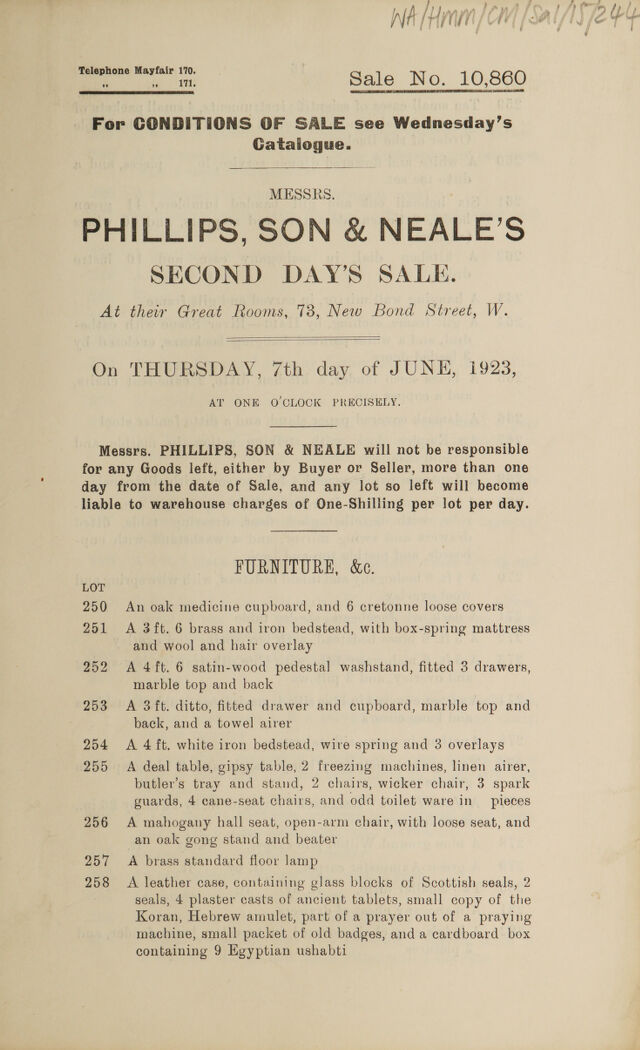 WA/Hmm/CM/Sal/15/244
Telephone Mayfair 170.
" " 171.
Sale No. 10,860
For CONDITIONS OF SALE see Wednesday's
Catalogue.
MESSRS.
PHILLIPS, SON & NEALE'S
SECOND DAY'S SALE.
At their Great Rooms, 73, New Bond Street, W.
On THURSDAY, 7th day of JUNE, 1923,
AT ONE O'CLOCK PRECISELY.
Messrs. PHILLIPS, SON & NEALE will not be responsible
for any Goods left, either by Buyer or Seller, more than one
day from the date of Sale, and any lot so left will become
liable to warehouse charges of One-Shilling per lot per day.
FURNITURE, &c.
LOT
250 An oak medicine cupboard, and 6 cretonne loose covers
251 A 3 ft. 6 brass and iron bedstead, with box-spring mattress
and wool and hair overlay
252 A 4 ft. 6 satin-wood pedestal washstand, fitted 3 drawers,
marble top and back
253 A 3 ft. ditto, fitted drawer and cupboard, marble top and
back, and a towel airer
254 A 4 ft. white iron bedstead, wire spring and 3 overlays
255 A deal table, gipsy table, 2 freezing machines, linen airer,
butler's tray and stand, 2 chairs, wicker chair, 3 spark
guards, 4 cane-seat chairs, and odd toilet ware in pieces
256 A mahogany hall seat, open-arm chair, with loose seat, and
an oak gong stand and beater
257 A brass standard floor lamp
258 A leather case, containing glass blocks of Scottish seals, 2
seals, 4 plaster casts of ancient tablets, small copy of the
Koran, Hebrew amulet, part of a prayer out of a praying
machine, small packet of old badges, and a cardboard box
containing 9 Egyptian ushabti